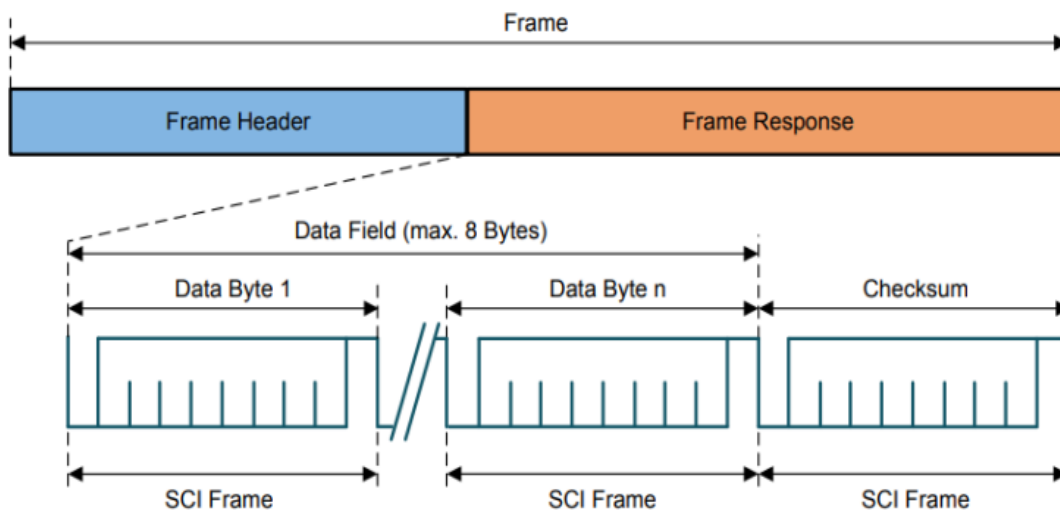 Frame
Frame Header
Frame Response
Data Field (max. 8 Bytes)
Data Byte 1
Data Byte n
Checksum
SCI Frame
SCI Frame
SCI Frame